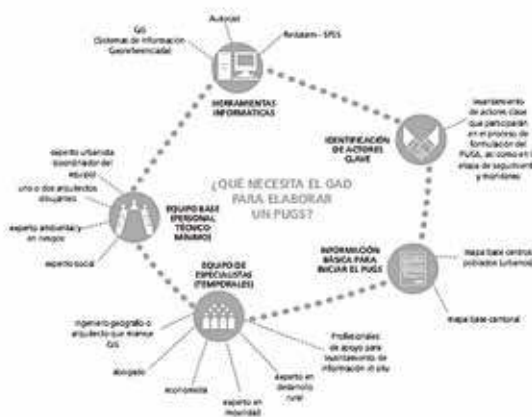 Autocad
GIS
(Sistemas de Información
Georeferenciada)
Redatam - SPSS
HERRAMIENTAS
INFORMÁTICAS
IDENTIFICACIÓN
DE ACTORES
CLAVE
levantamiento
de actores clave
que participarán
en el proceso de
formulación del
PUGS, así como en la
etapa de seguimiento
y monitoreo
¿QUÉ NECESITA EL GAD
PARA ELABORAR
UN PUGS?
experto urbanista
(coordinador del
equipo)
uno o dos arquitectos
dibujantes
experto ambiental y
en riesgos
experto social
EQUIPO BASE
(PERSONAL
TÉCNICO
MÍNIMO)
INFORMACIÓN
BÁSICA PARA
INICIAR EL PUGS
mapa base centros
poblados (urbanos)
mapa base cantonal
EQUIPO DE
ESPECIALISTAS
(TEMPORALES)
ingeniero geógrafo o
arquitecto que maneje
GIS
abogado
economista
experto en
movilidad
experto en
desarrollo
rural
Profesionales
de apoyo para
levantamiento de
información in situ